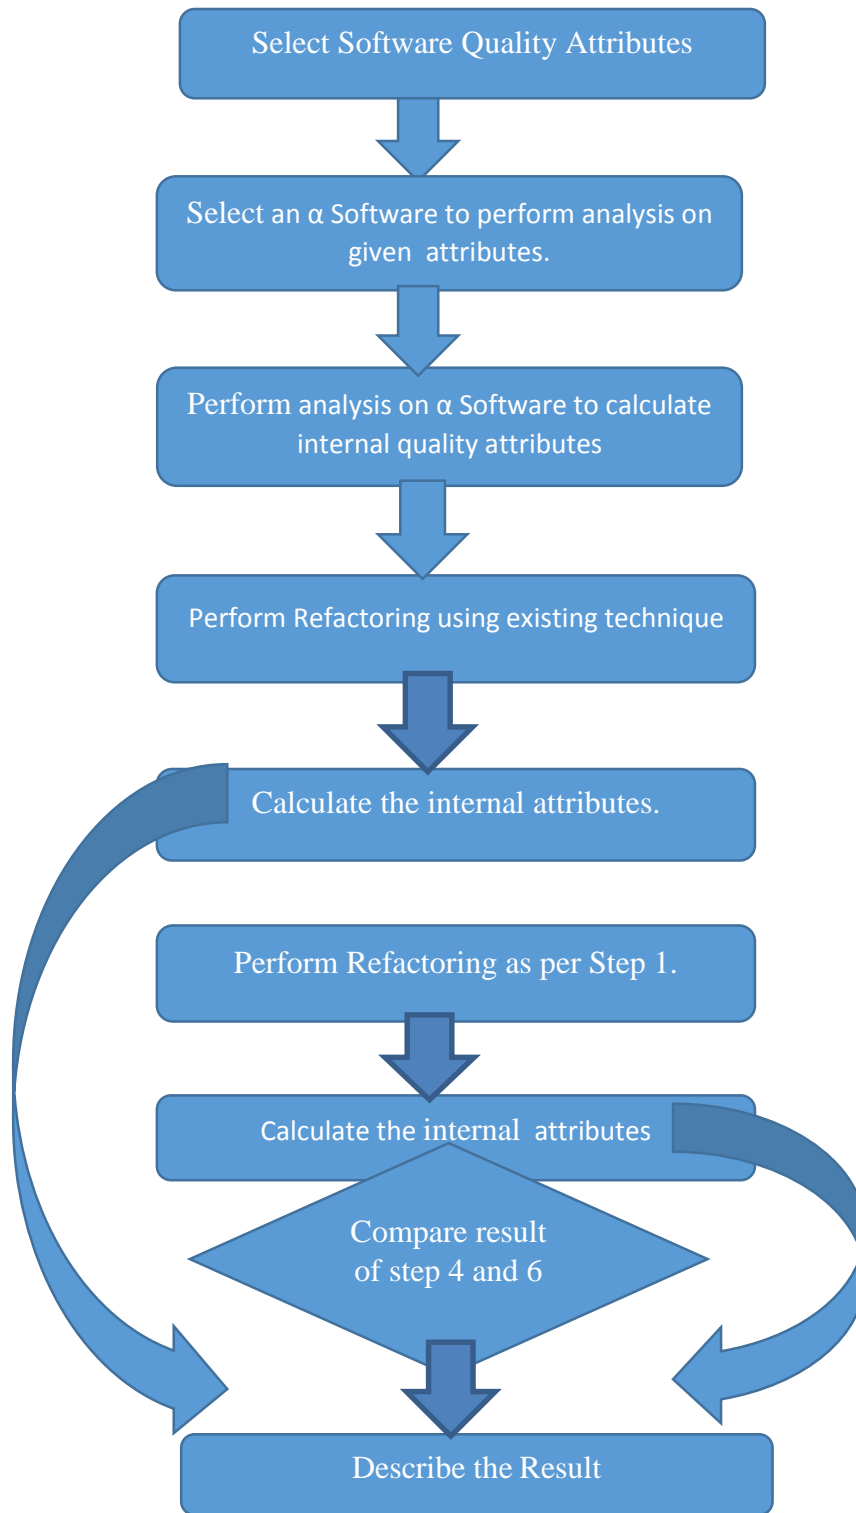 Select Software Quality Attributes
Select an α Software to perform analysis on
given attributes.
Perform analysis on α Software to calculate
internal quality attributes
Perform Refactoring using existing technique
Calculate the internal attributes.
Perform Refactoring as per Step 1.
Calculate the internal attributes
Compare result
of step 4 and 6
Describe the Result